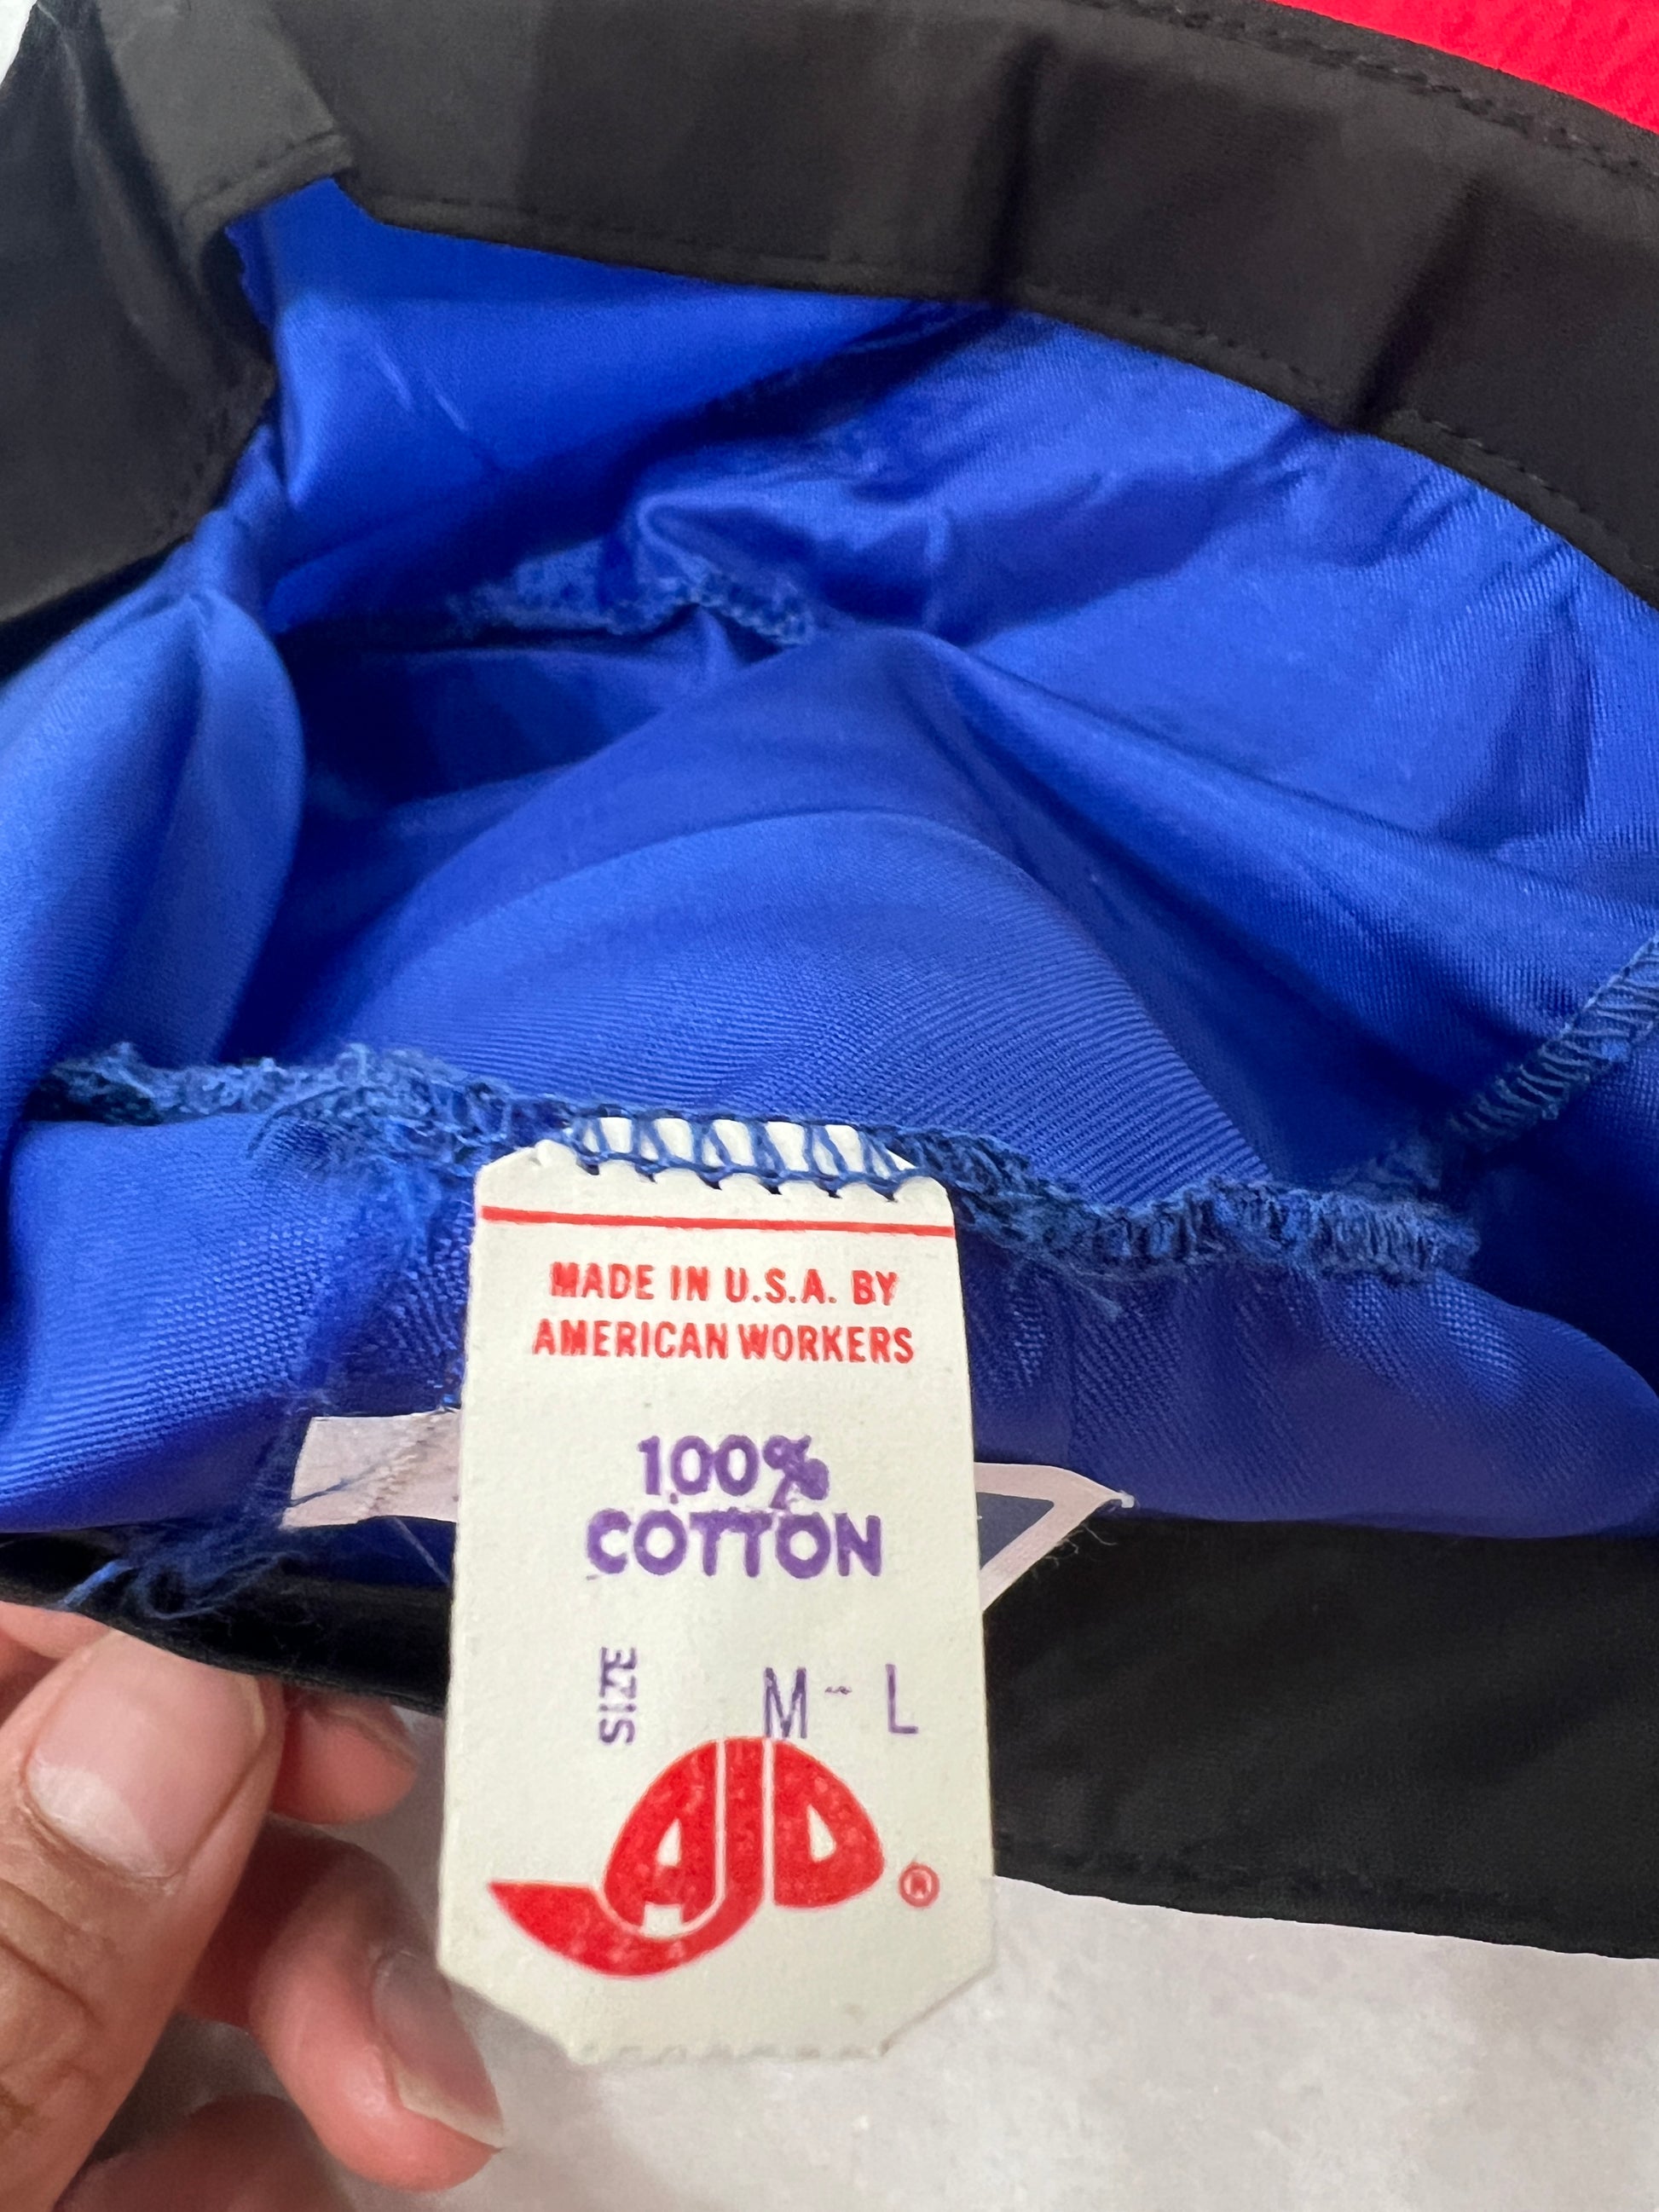 MADE IN U.S.A. BY
AMERICAN WORKERS
100%
COTTON
SIZE M-L
AJD ®